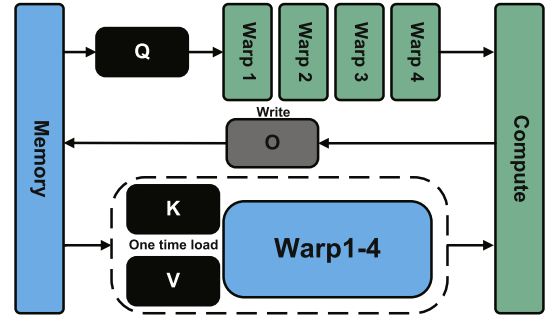 Memory
Q
Warp 1
Warp 2
Warp 3
Warp 4
Compute
Write
O
K
One time load
V
Warp1-4